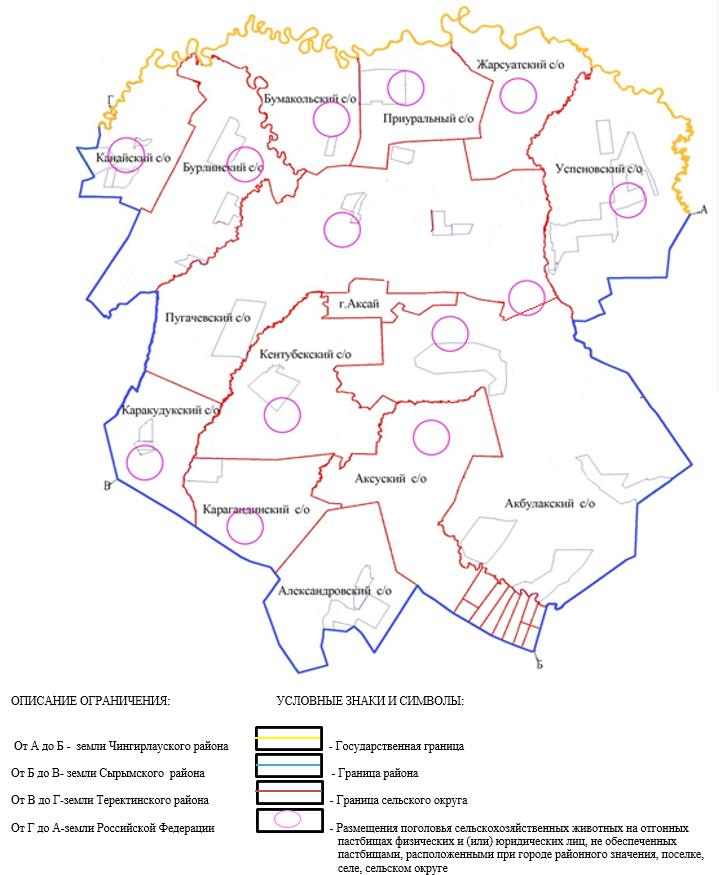 Жарсуатский с/о
Г
Бумакольский с/о
Приуральный с/о
Канайский с/о
Бурлинский с/о
Успеновский с/о
А
г.Аксай
Пугачевский с/о
Кентубекский с/о
Каракудукский с/о
В
Аксуский с/о
Карагандинский с/о
Акбулакский с/о
Александровский с/о
Б
ОПИСАНИЕ ОГРАНИЧЕНИЯ:
УСЛОВНЫЕ ЗНАКИ И СИМВОЛЫ:
От А до Б - земли Чингирлауского района
- Государственная граница
От Б до В- земли Сырымского района
- Граница района
От В до Г-земли Теректинского района
- Граница сельского округа
От Г до А-земли Российской Федерации
- Размещения поголовья сельскохозяйственных животных на отгонных
пастбищах физических и (или) юридических лиц, не обеспеченных
пастбищами, расположенными при городе районного значения, поселке,
селе, сельском округе